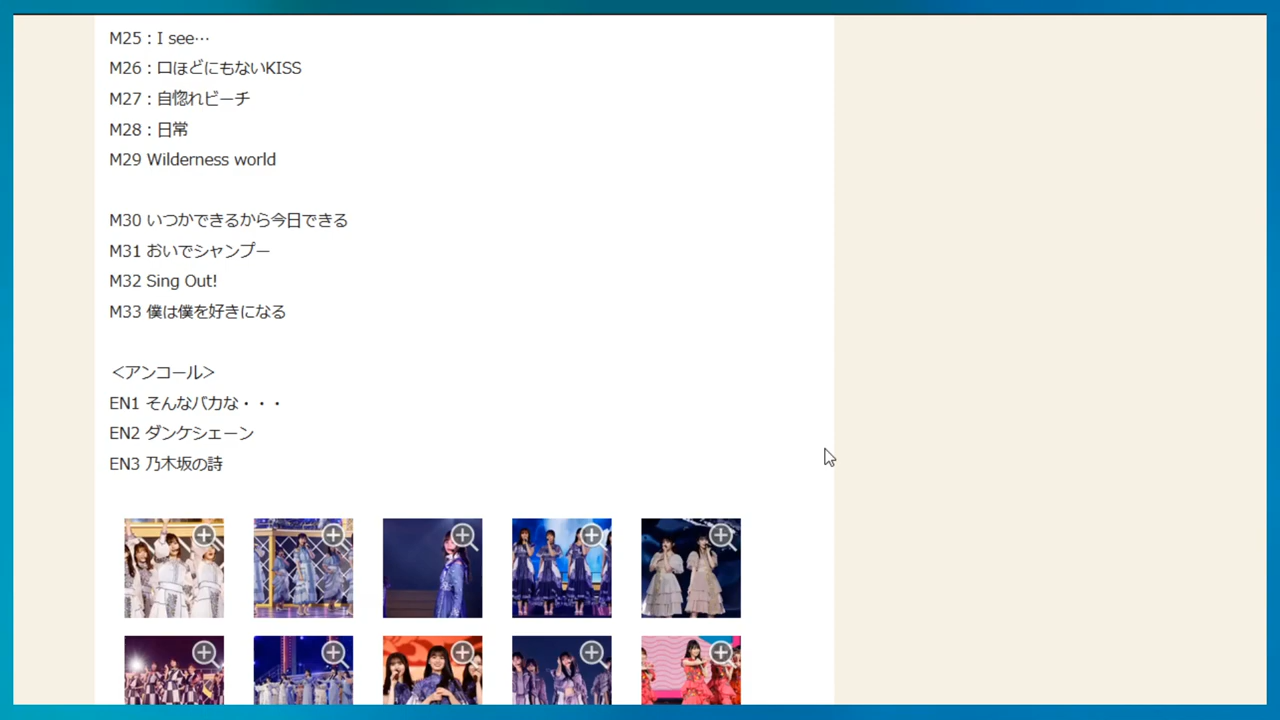 M25 : I see…
M26 : 口ほどにもないKISS
M27 : 自惚れビーチ
M28 : 日常
M29 Wilderness world
M30 いつかできるから今日できる
M31 おいでシャンプー
M32 Sing Out!
M33 僕は僕を好きになる
＜アンコール＞
EN1 そんなバカな・・・
EN2 ダンケシェーン
EN3 乃木坂の詩